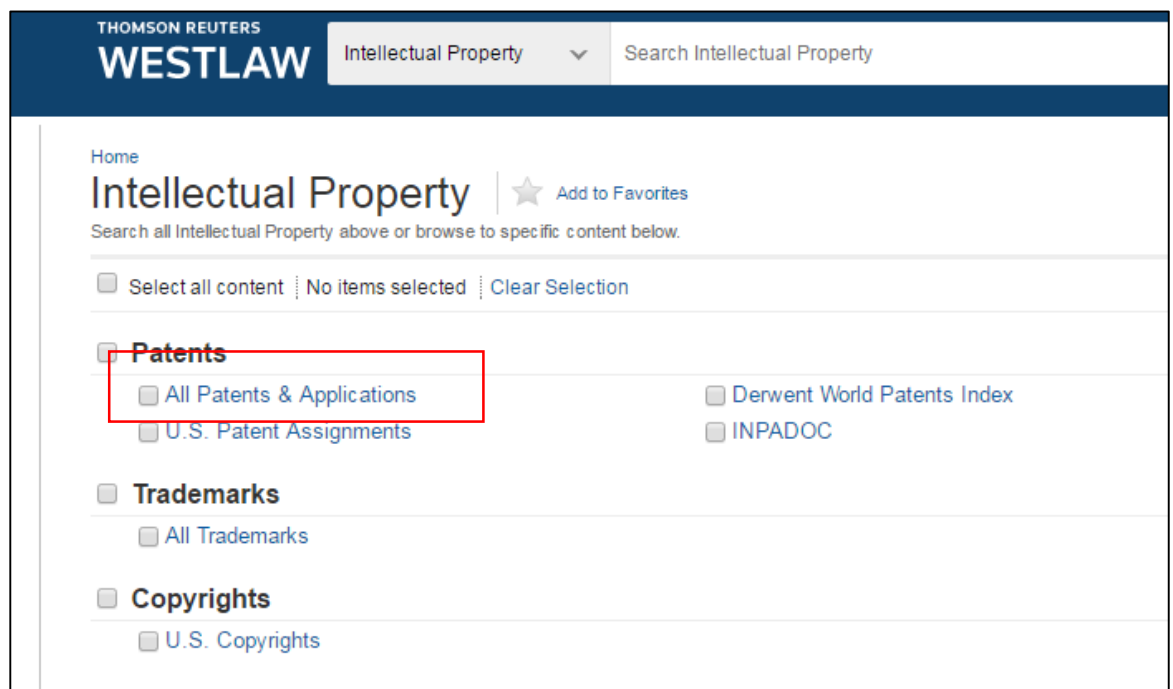 THOMSON REUTERS
WESTLAW
Intellectual Property
Search Intellectual Property
Home
Intellectual Property
Add to Favorites
Search all Intellectual Property above or browse to specific content below.
Select all content No items selected Clear Selection
Patents
All Patents & Applications Derwent World Patents Index
U.S. Patent Assignments INPADOC
Trademarks
All Trademarks
Copyrights
U.S. Copyrights